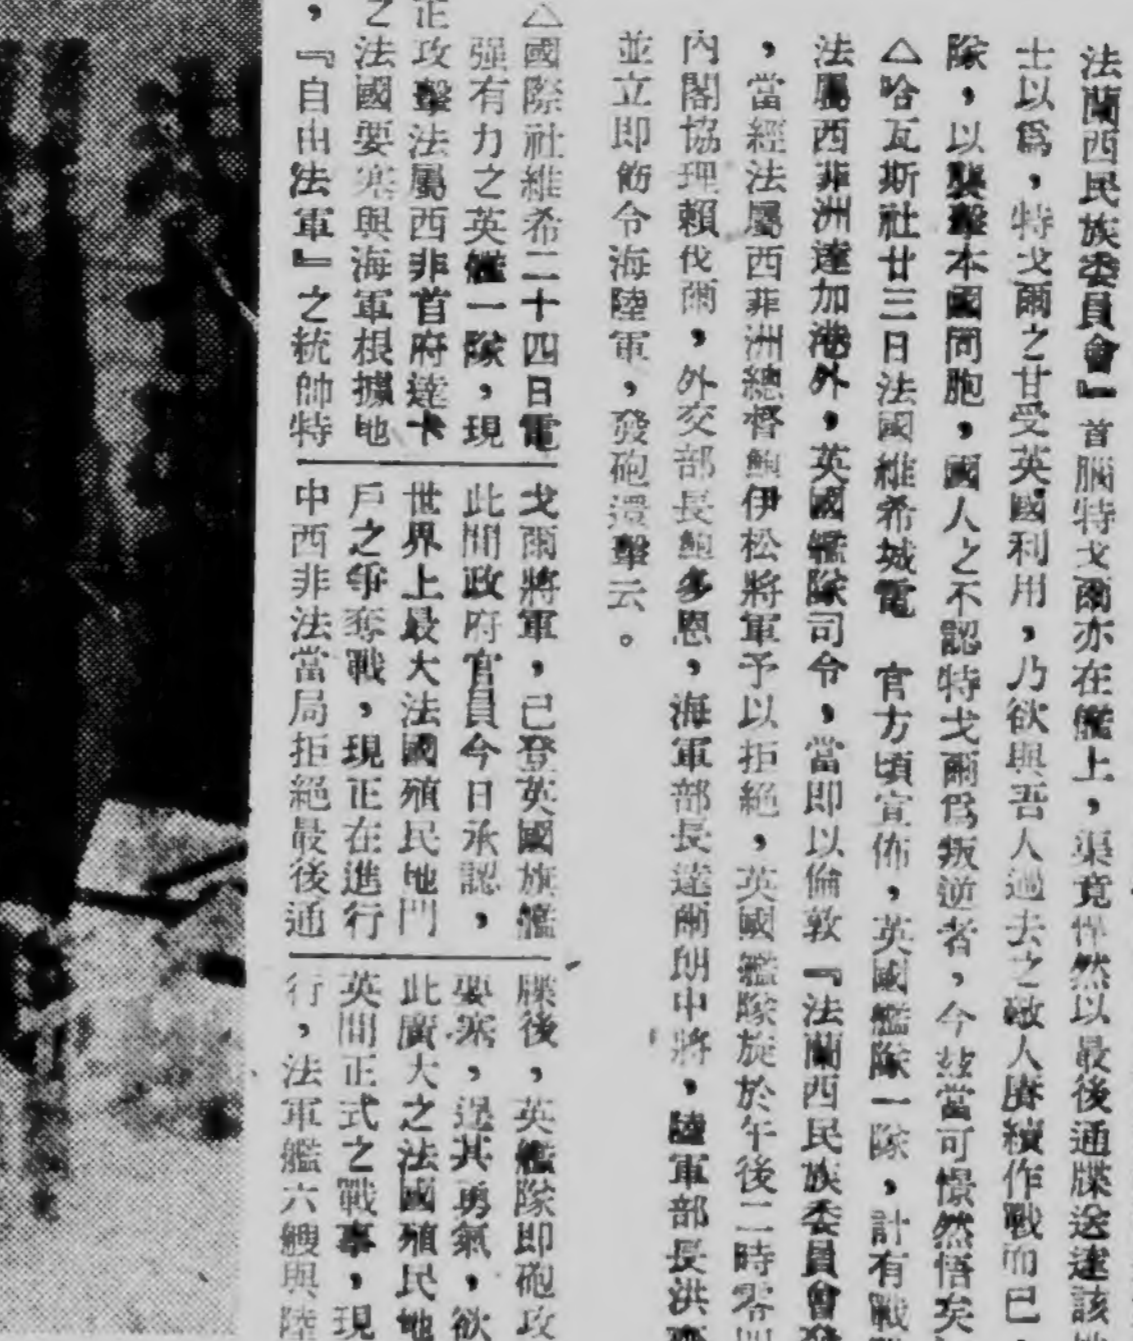 法蘭西民族委員會』首腦特戈爾亦在艦上，渠竟悍然以最後通牒送達該
士以爲，特戈爾之甘受英國利用，乃欲與吾人過去之敵人賡續作戰而已
隊，以襲擊本國同胞，國人之不認特戈爾爲叛逆者，今玆當可憬然悟矣
△哈瓦斯社廿三日法國維希城電　官方頃宣佈，英國艦隊一隊，計有戰
法屬西菲洲達加港外，英國艦隊司令，當即以倫敦『法蘭西民族委員會發
，當經法屬西菲洲總督鮑伊松將軍予以拒絕，英國艦隊旋於午後二時零四
內閣協理賴伐爾，外交部長鮑多恩，海軍部長達爾朗中將，陸軍部長洪
並立即飭令海陸軍，發砲還擊云。
△國際社維希二十四日電
強有力之英艦一隊，現
正攻擊法屬西非首府達卡
之法國要塞與海軍根據地
，『自由法軍』之統帥特
戈爾將軍，已登英國旗艦
此間政府官員今日承認，
世界上最大法國殖民地門
戶之爭奪戰，現正在進行
中西非法當局拒絕最後通
牒後，英艦隊即砲攻
要塞，逞其勇氣，欲
此廣大之法國殖民地
英間正式之戰事，現
行，法軍艦六艘與陸